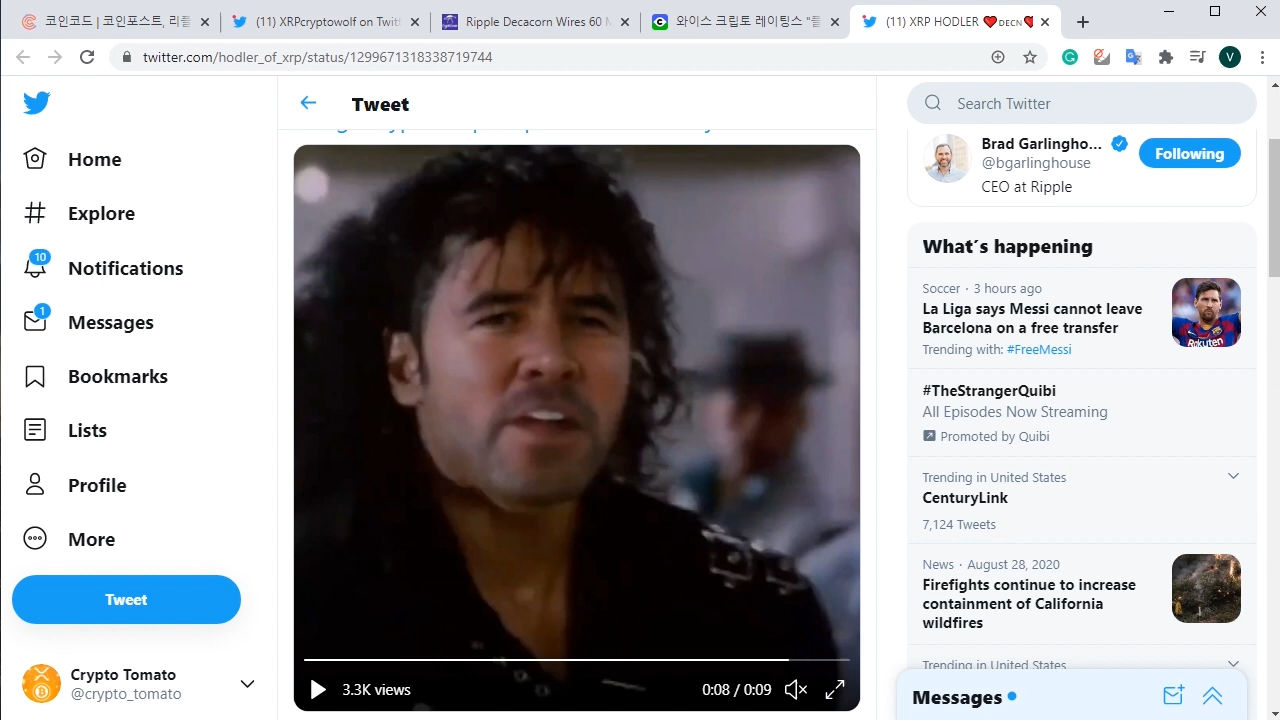 코인코드 | 코인포스트, 리플
(11) XRPcryptowolf on Twitt
Ripple Decacorn Wires 60 M
와이스 크립토 레이팅스 "플
(11) XRP HODLER ❤️DECN
twitter.com/hodler_of_xrp/status/1299671318338719744
V
Tweet
Search Twitter
Home
Explore
10
Notifications
1
Messages
Bookmarks
Lists
Profile
More
Tweet
Crypto Tomato
@crypto_tomato
3.3K views
0:08 / 0:09
Brad Garlingho...
@bgarlinghouse
CEO at Ripple
Following
What's happening
Soccer · 3 hours ago
La Liga says Messi cannot leave
Barcelona on a free transfer
Trending with: #FreeMessi
Rakuten
#TheStrangerQuibi
All Episodes Now Streaming
Promoted by Quibi
Trending in United States
CenturyLink
7,124 Tweets
News · August 28, 2020
Firefights continue to increase
containment of California
wildfires
Trending in United States
Messages